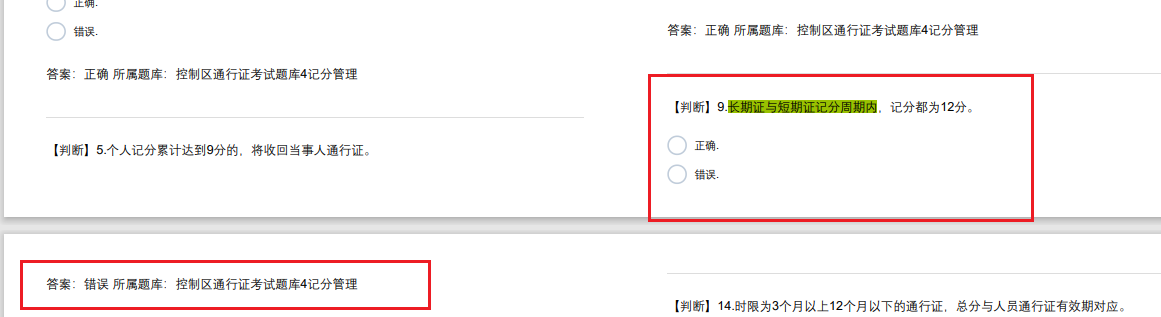 正确.
错误.
答案：正确 所属题库：控制区通行证考试题库4记分管理
【判断】5.个人记分累计达到9分的，将收回当事人通行证。
答案：正确 所属题库：控制区通行证考试题库4记分管理
【判断】9.长期证与短期证记分周期内，记分都为12分。
正确.
错误.
答案：错误 所属题库：控制区通行证考试题库4记分管理
【判断】14.时限为3个月以上12个月以下的通行证，总分与人员通行证有效期对应。